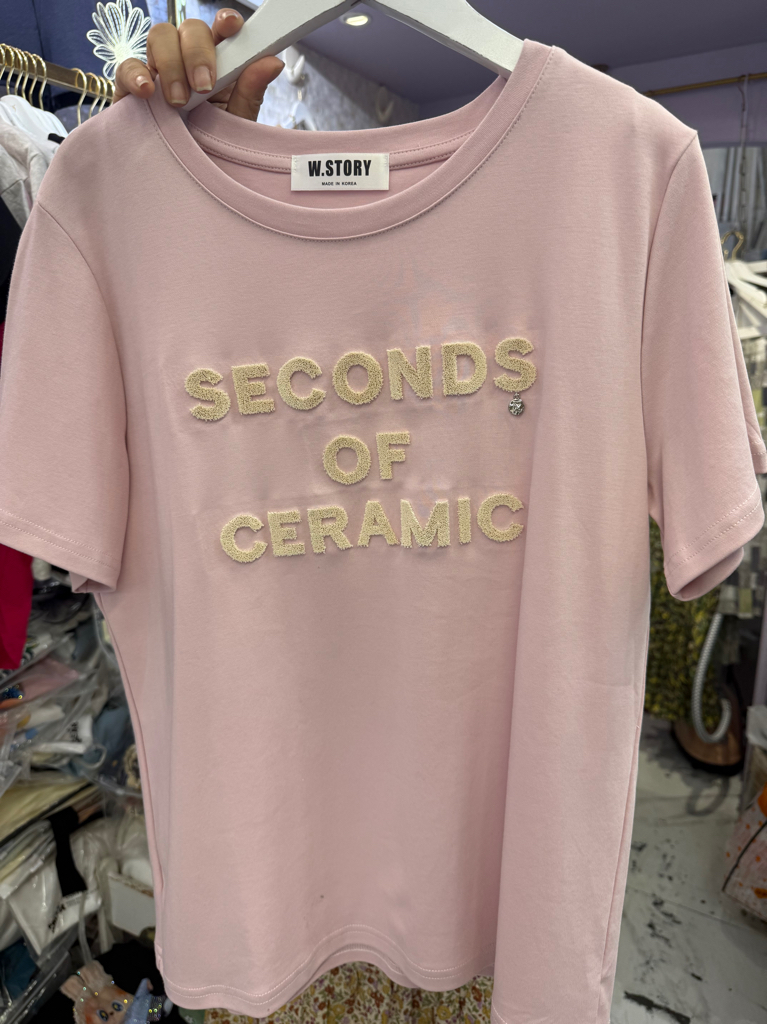 W.STORY
MADE IN KOREA
SECONDS
OF
CERAMIC